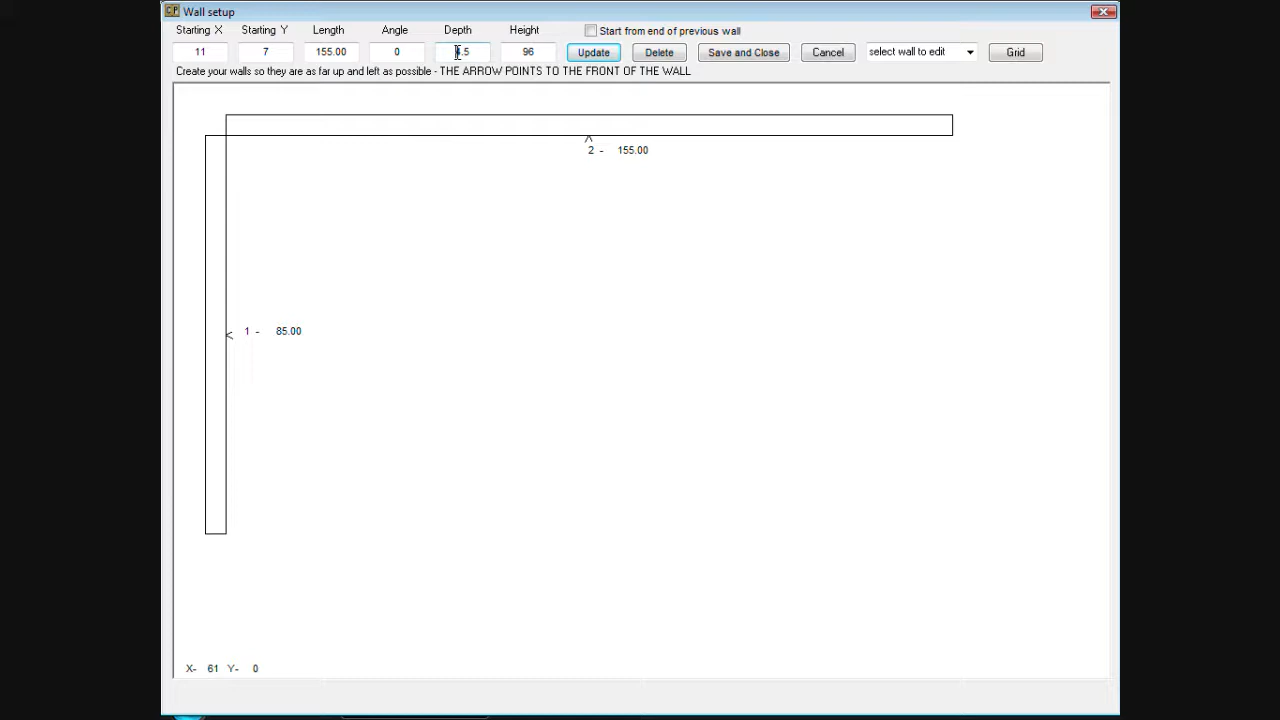 CP Wall setup
Starting X Starting Y Length Angle Depth Height Start from end of previous wall
11 7 155.00 0 .5 96 Update Delete Save and Close Cancel select wall to edit Grid
Create your walls so they are as far up and left as possible - THE ARROW POINTS TO THE FRONT OF THE WALL
2 - 155.00
1 - 85.00
X- 61 Y- 0